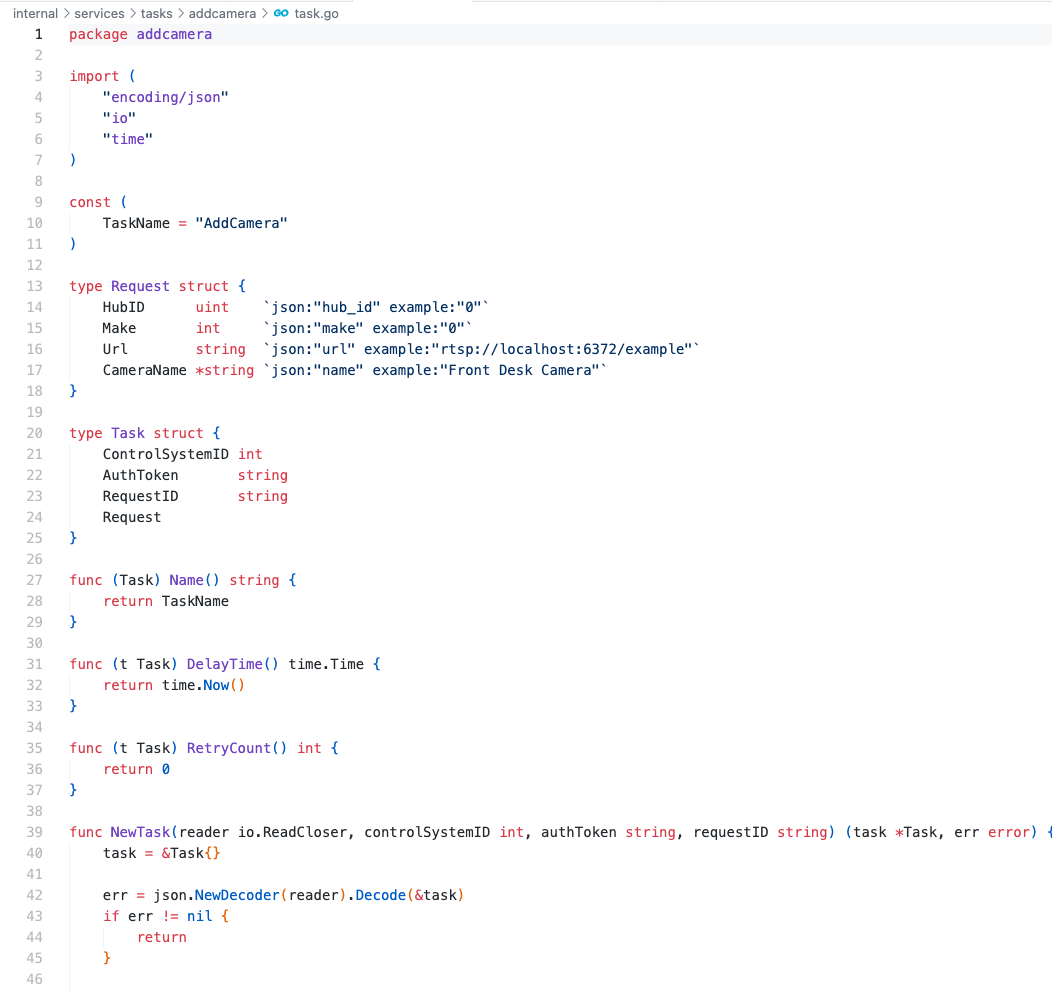 internal > services > tasks > addcamera > GO task.go
1 package addcamera
2
3 import (
4     "encoding/json"
5     "io"
6     "time"
7 )
8
9 const (
10     TaskName = "AddCamera"
11 )
12
13 type Request struct {
14     HubID      uint    `json:"hub_id" example:"0"`
15     Make       int     `json:"make" example:"0"`
16     Url        string  `json:"url" example:"rtsp://localhost:6372/example"`
17     CameraName *string `json:"name" example:"Front Desk Camera"`
18 }
19
20 type Task struct {
21     ControlSystemID int
22     AuthToken       string
23     RequestID       string
24     Request
25 }
26
27 func (Task) Name() string {
28     return TaskName
29 }
30
31 func (t Task) DelayTime() time.Time {
32     return time.Now()
33 }
34
35 func (t Task) RetryCount() int {
36     return 0
37 }
38
39 func NewTask(reader io.ReadCloser, controlSystemID int, authToken string, requestID string) (task *Task, err error) {
40     task = &Task{}
41
42     err = json.NewDecoder(reader).Decode(&task)
43     if err != nil {
44         return
45     }
46